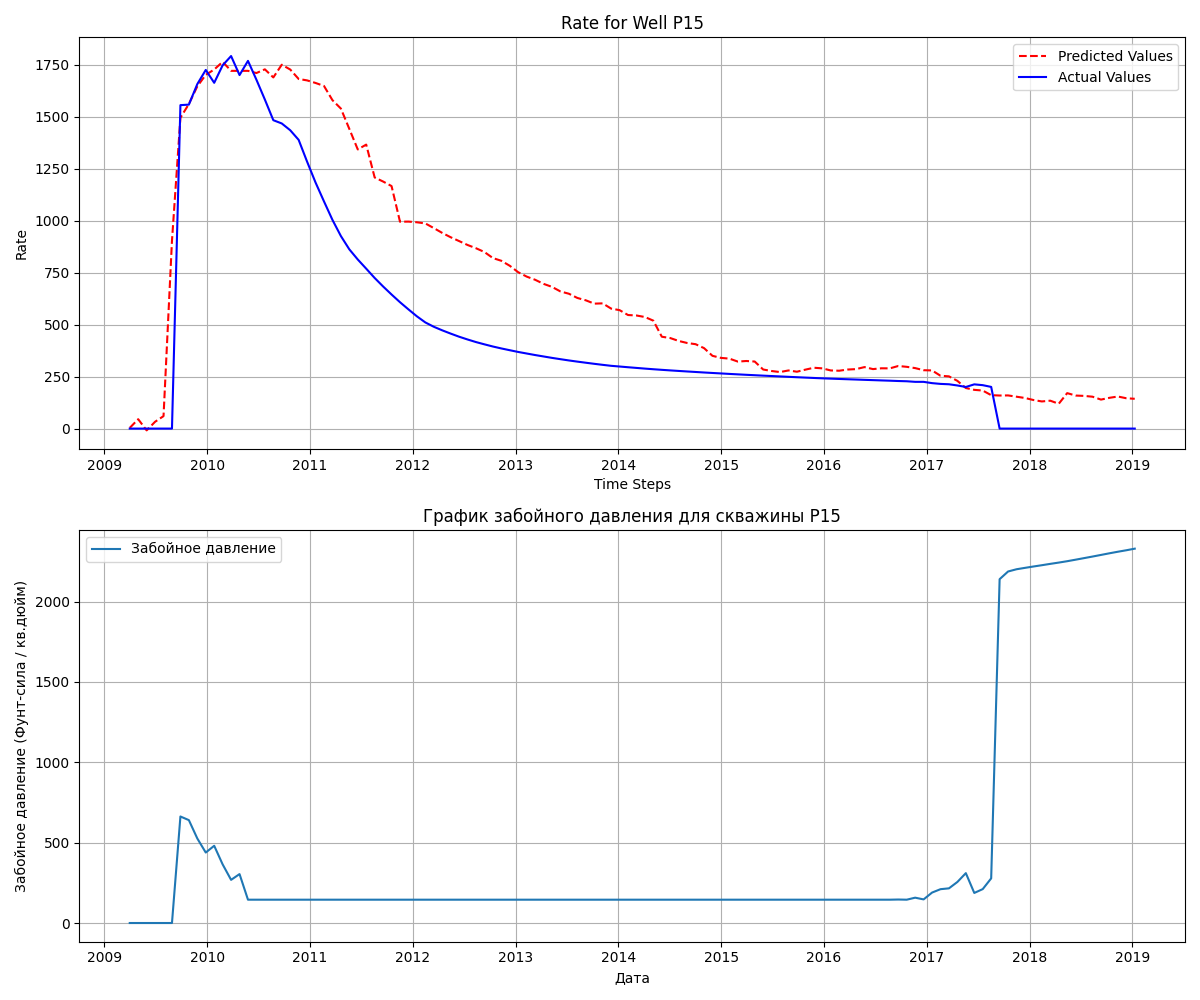 Rate for Well P15
Predicted Values
Actual Values
Rate
1750
1500
1250
1000
750
500
250
0
2009 2010 2011 2012 2013 2014 2015 2016 2017 2018 2019
Time Steps
График забойного давления для скважины P15
Забойное давление
Забойное давление (Фунт-сила / кв.дюйм)
2000
1500
1000
500
0
2009 2010 2011 2012 2013 2014 2015 2016 2017 2018 2019
Дата